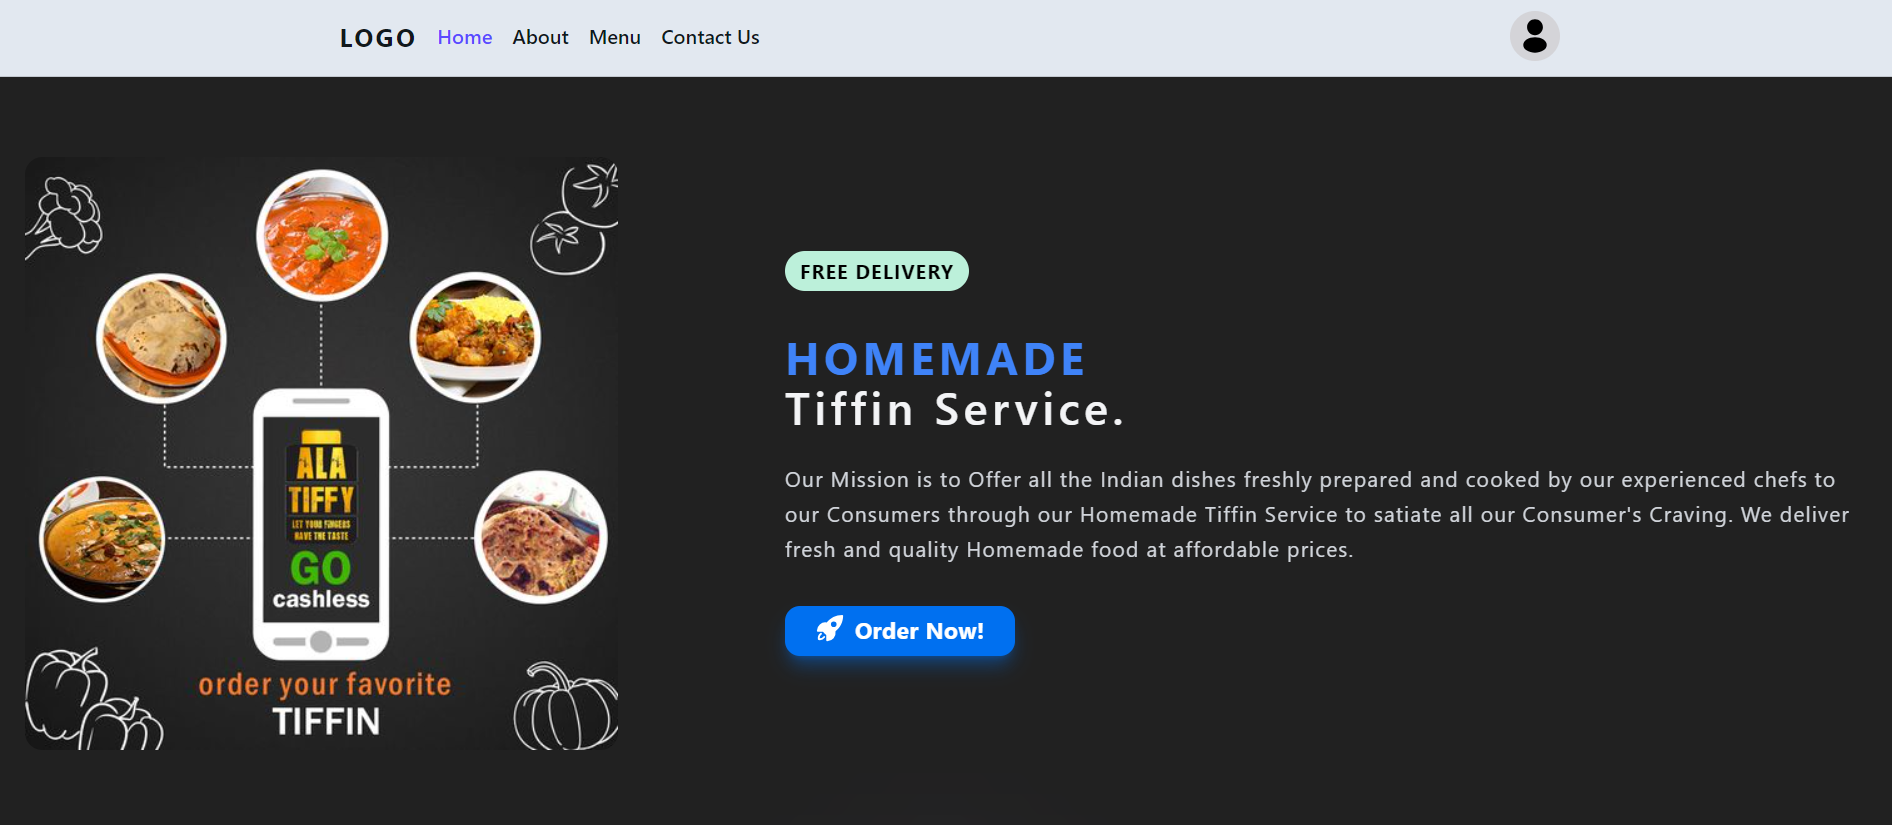 LOGO Home About Menu Contact Us
ALA
TIFFY
LET YOUR FINGERS
HAVE THE TASTE
GO
cashless
order your favorite
TIFFIN
FREE DELIVERY
HOMEMADE
Tiffin Service.
Our Mission is to Offer all the Indian dishes freshly prepared and cooked by our experienced chefs to
our Consumers through our Homemade Tiffin Service to satiate all our Consumer's Craving. We deliver
fresh and quality Homemade food at affordable prices.
Order Now!